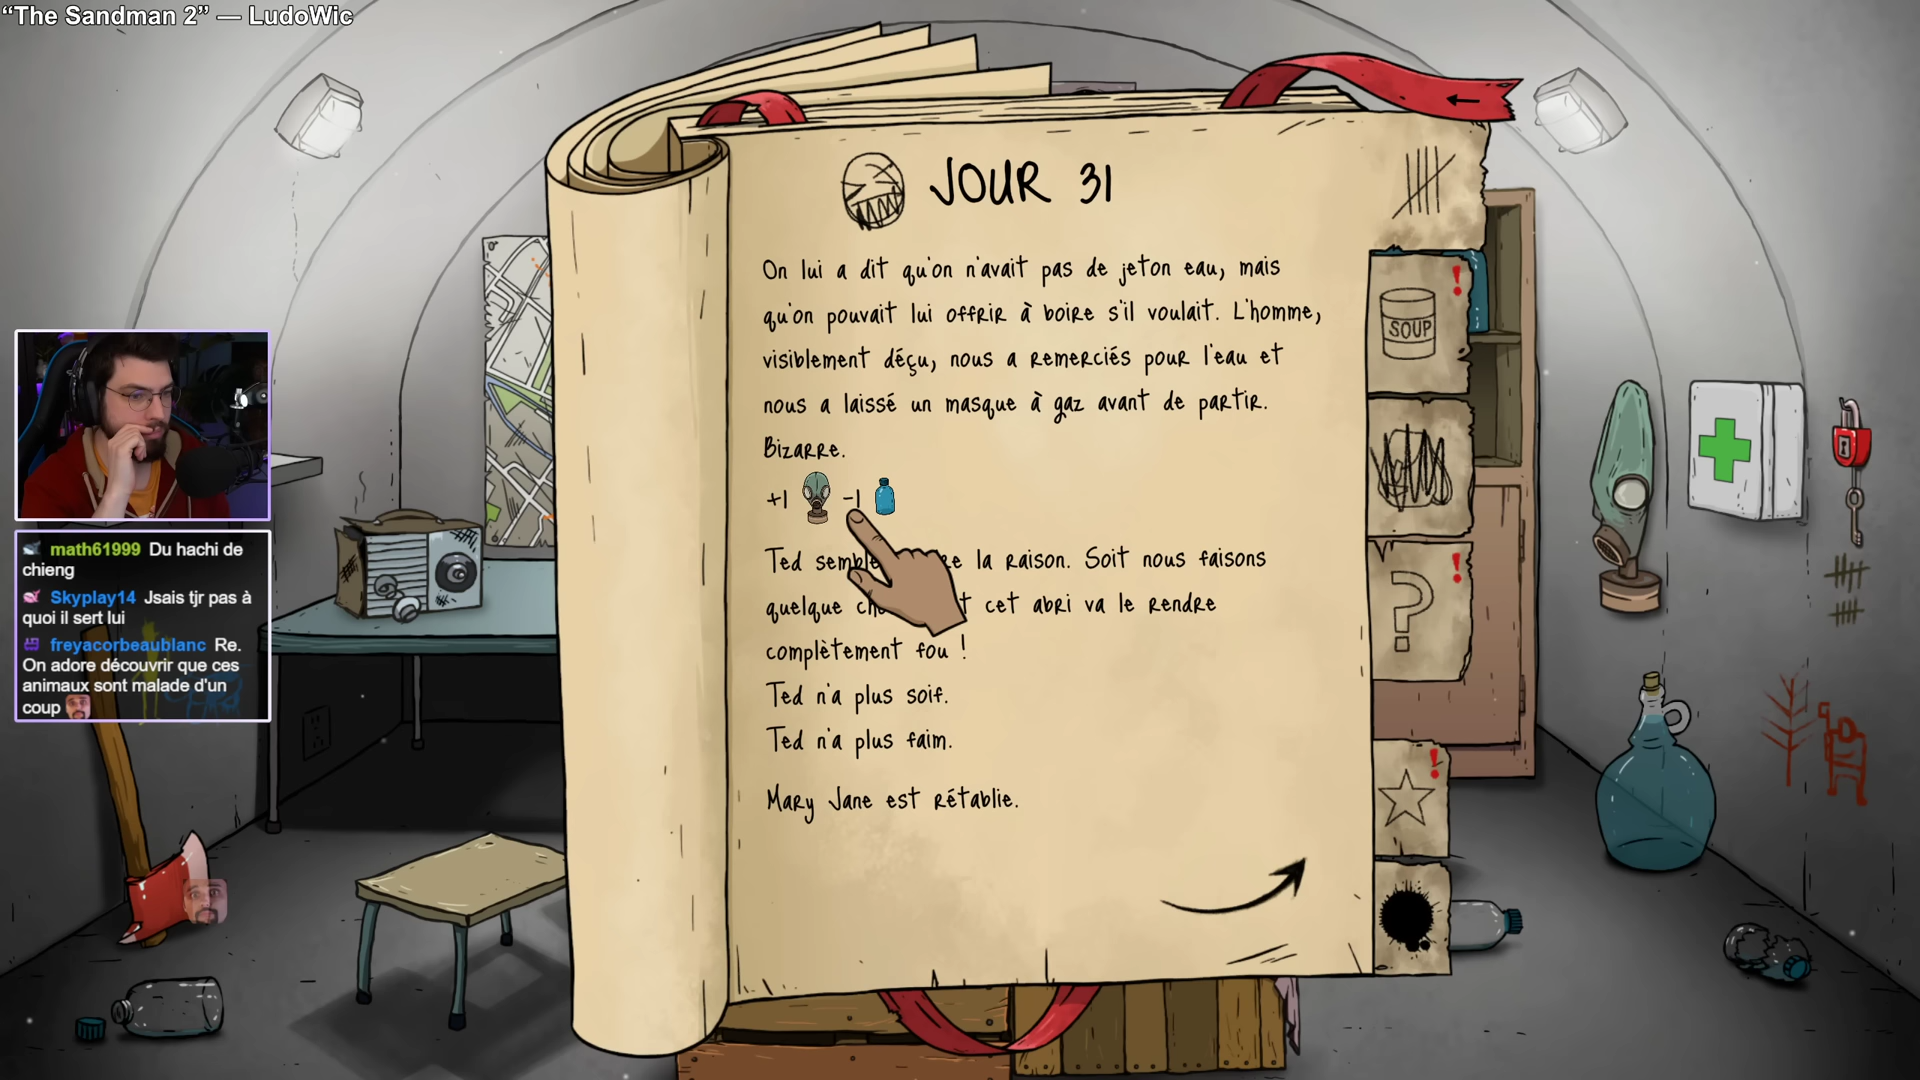 “The Sandman 2” — LudoWic
JOUR 31
On lui a dit qu'on n'avait pas de jeton eau, mais
qu'on pouvait lui offrir à boire s'il voulait. L'homme,
visiblement déçu, nous a remerciés pour l'eau et
nous a laissé un masque à gaz avant de partir.
Bizarre.
+1 -1
Ted la raison. Soit nous faisons
quelque cet abri va le rendre
complètement fou !
Ted n'a plus soif.
Ted n'a plus faim.
Mary Jane est rétablie.
!
SOUP
!
?
!
math61999 Du hachi de
chieng
Skyplay14 Jsais tjr pas à
quoi il sert lui
freyacorbeaublanc Re.
On adore découvrir que ces
animaux sont malade d'un
coup